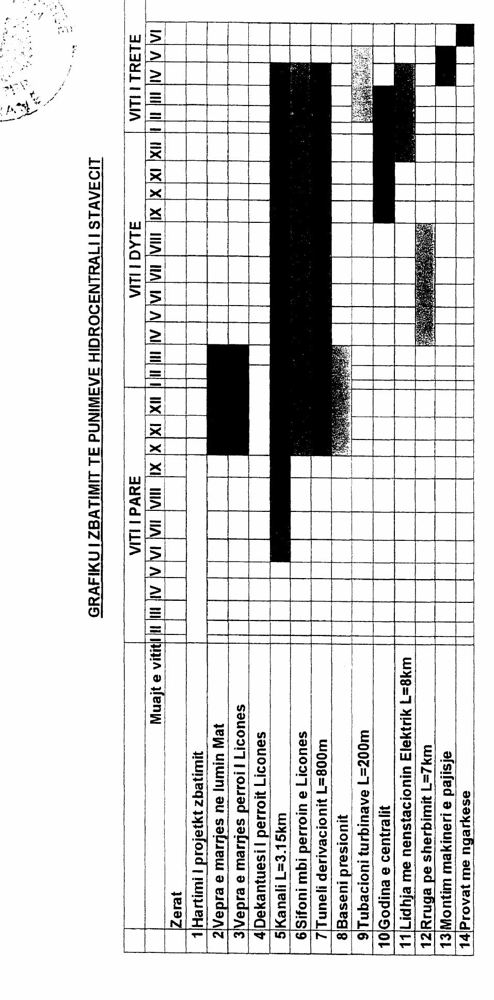 GRAFIKU I ZBATIMIT TE PUNIMEVE HIDROCENTRALI I STAVECIT
VITI I PARE VITI I DYTE VITI I TRETE
Muajt e vitit I II III IV V VI VII VIII IX X XI XII I II III IV V VI VII VIII IX X XI XII I II III IV V VI
Zerat
1 Hartimi I projetkt zbatimit
2 Vepra e marrjes ne lumin Mat
3 Vepra e marrjes perroi I Licones
4 Dekantuesi I perroit Licones
5 Kanali L=3.15km
6 Sifoni mbi perroin e Licones
7 Tuneli derivacionit L=800m
8 Baseni presionit
9 Tubacioni turbinave L=200m
10 Godina e centralit
11 Lidhja me nenstacionin Elektrik L=8km
12 Rruga pe sherbimit L=7km
13 Montim makineri e pajisje
14 Provat me ngarkese